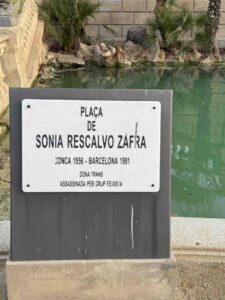 PLAÇA
DE
SONIA RESCALVO ZAFRA
CONCA 1956 - BARCELONA 1991
DONA TRANS
ASSASSINADA PER GRUP FEIXISTA